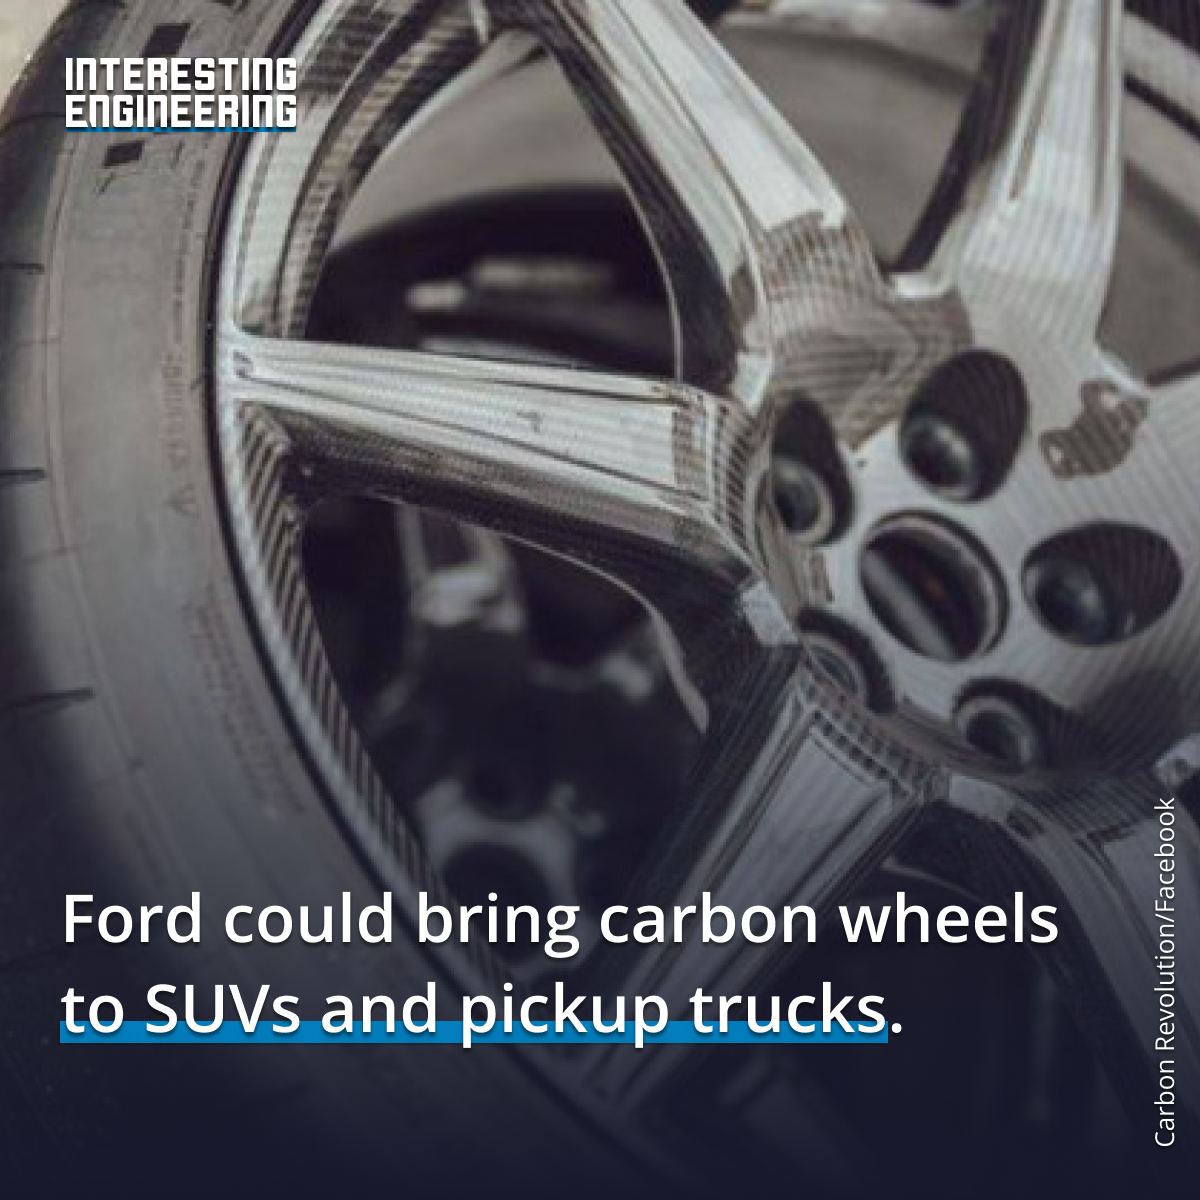 INTERESTING
ENGINEERING
Ford could bring carbon wheels
to SUVs and pickup trucks.
Carbon Revolution/Facebook